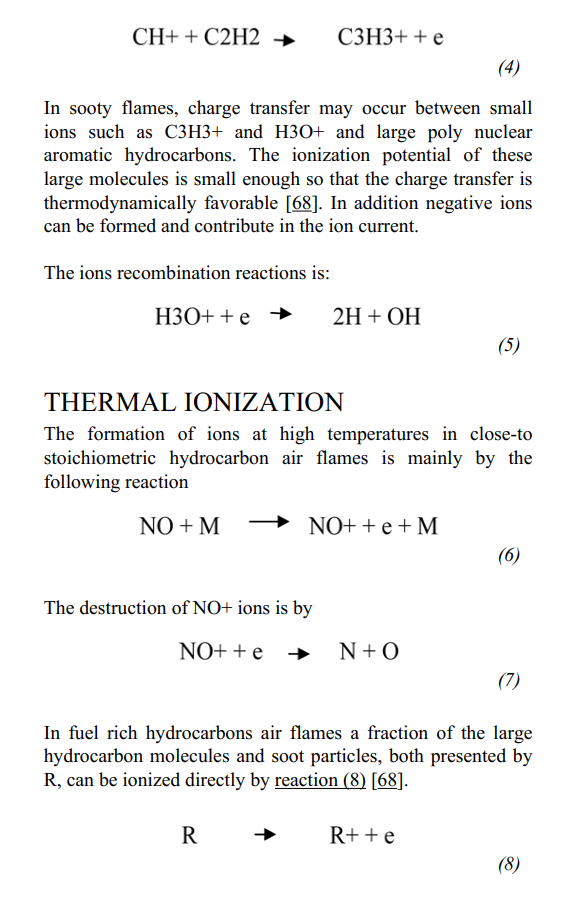 CH+ + C2H2 → C3H3+ + e
(4)
In sooty flames, charge transfer may occur between small
ions such as C3H3+ and H3O+ and large poly nuclear
aromatic hydrocarbons. The ionization potential of these
large molecules is small enough so that the charge transfer is
thermodynamically favorable [68]. In addition negative ions
can be formed and contribute in the ion current.
The ions recombination reactions is:
H3O+ + e → 2H + OH
(5)
THERMAL IONIZATION
The formation of ions at high temperatures in close-to
stoichiometric hydrocarbon air flames is mainly by the
following reaction
NO + M → NO+ + e + M
(6)
The destruction of NO+ ions is by
NO+ + e → N + O
(7)
In fuel rich hydrocarbons air flames a fraction of the large
hydrocarbon molecules and soot particles, both presented by
R, can be ionized directly by reaction (8) [68].
R → R+ + e
(8)